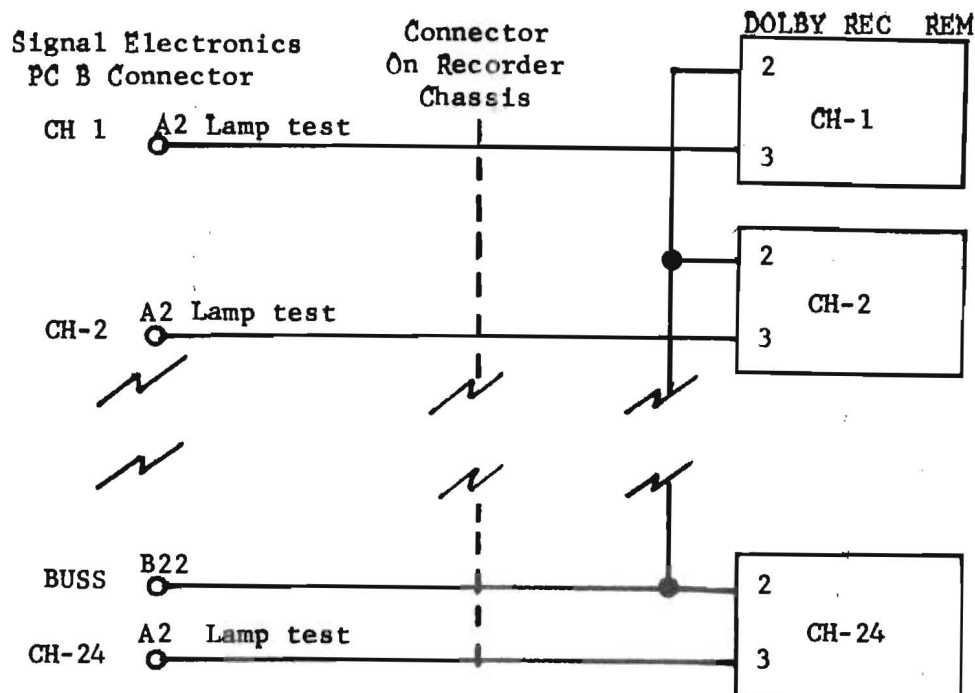 Signal Electronics
PC B Connector
Connector
On Recorder
Chassis
DOLBY REC REM
CH 1
A2 Lamp test
2
CH-1
3
CH-2
A2 Lamp test
2
CH-2
3
BUSS
B22
2
CH-24
A2 Lamp test
CH-24
3